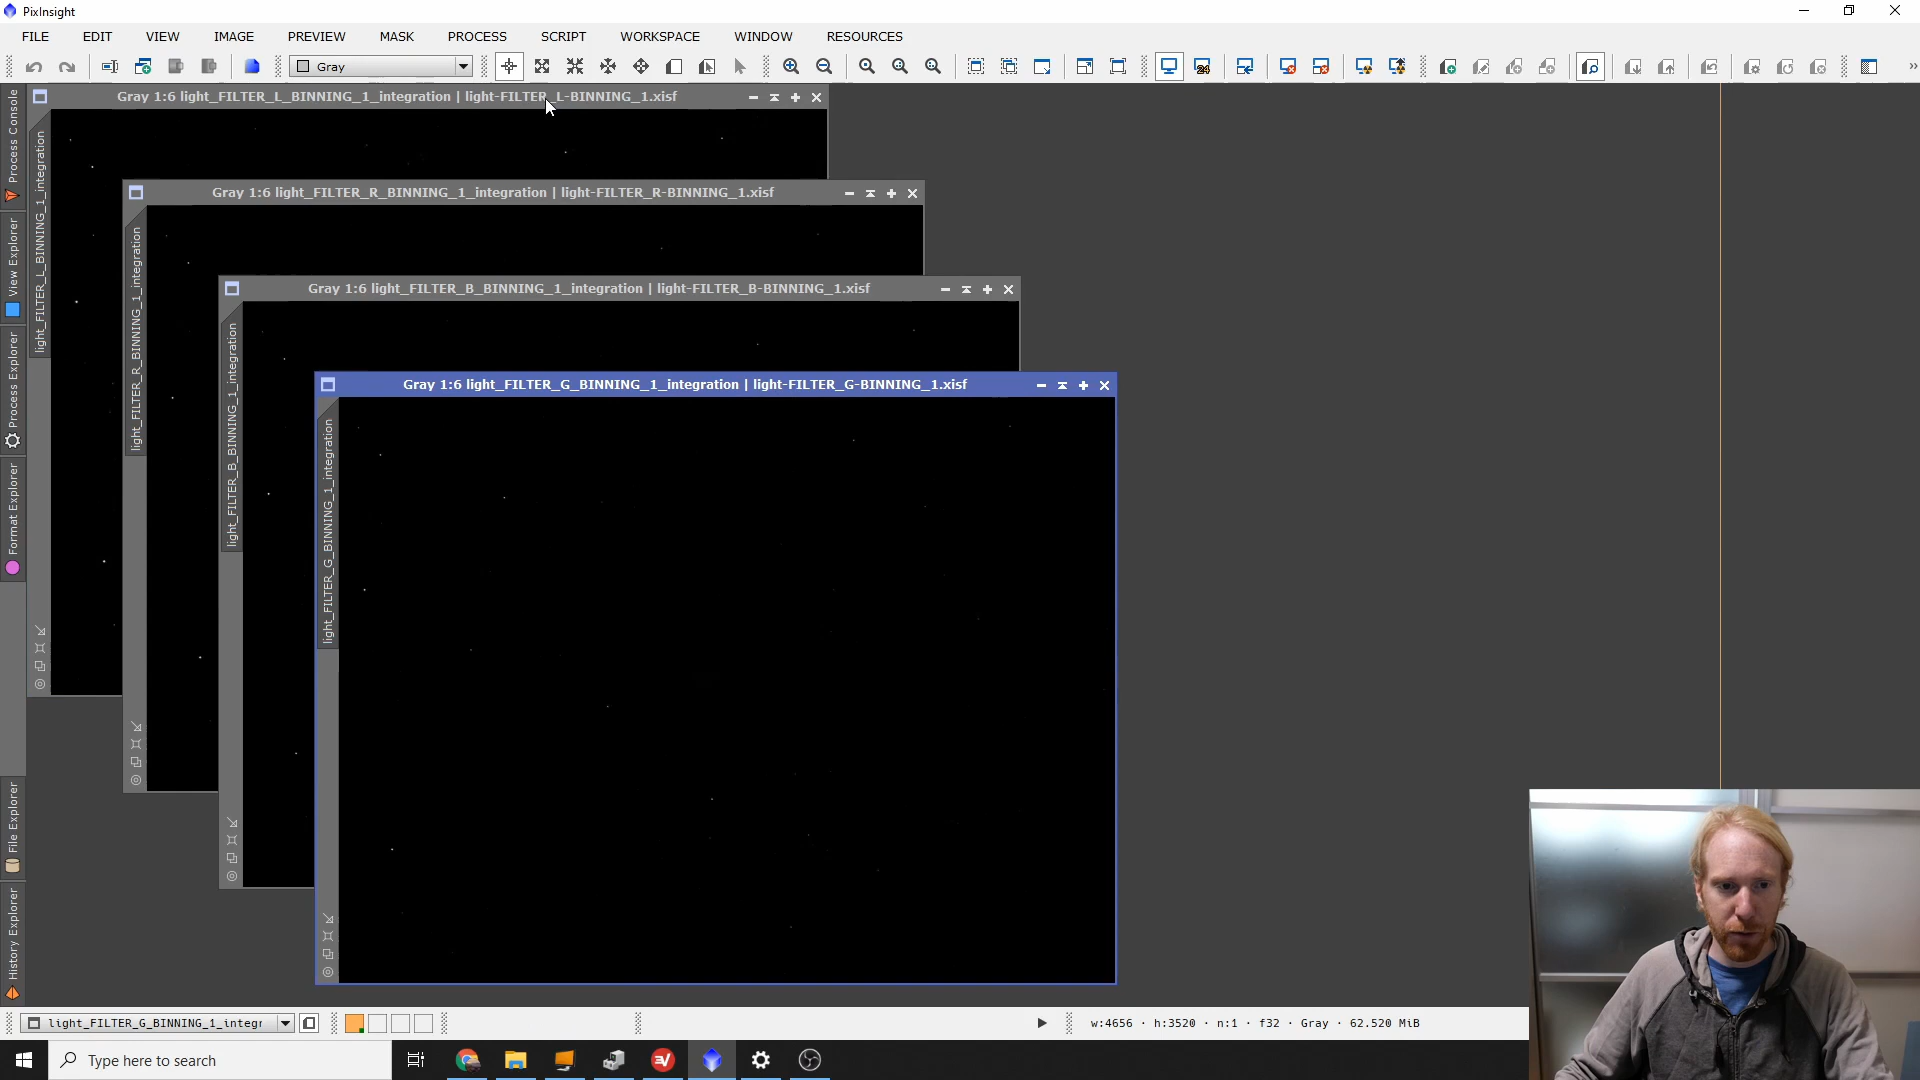 PixInsight
FILE EDIT VIEW IMAGE PREVIEW MASK PROCESS SCRIPT WORKSPACE WINDOW RESOURCES
Gray
24
Gray 1:6 light_FILTER_L_BINNING_1_integration | light-FILTER_L-BINNING_1.xisf
light_FILTER_L_BINNING_1_integration
Gray 1:6 light_FILTER_R_BINNING_1_integration | light-FILTER_R-BINNING_1.xisf
light_FILTER_R_BINNING_1_integration
Gray 1:6 light_FILTER_B_BINNING_1_integration | light-FILTER_B-BINNING_1.xisf
light_FILTER_B_BINNING_1_integration
Gray 1:6 light_FILTER_G_BINNING_1_integration | light-FILTER_G-BINNING_1.xisf
light_FILTER_G_BINNING_1_integration
Process Console
View Explorer
Process Explorer
Format Explorer
File Explorer
History Explorer
light_FILTER_G_BINNING_1_integr
w:4656 · h:3520 · n:1 · f32 · Gray · 62.520 MiB
Type here to search